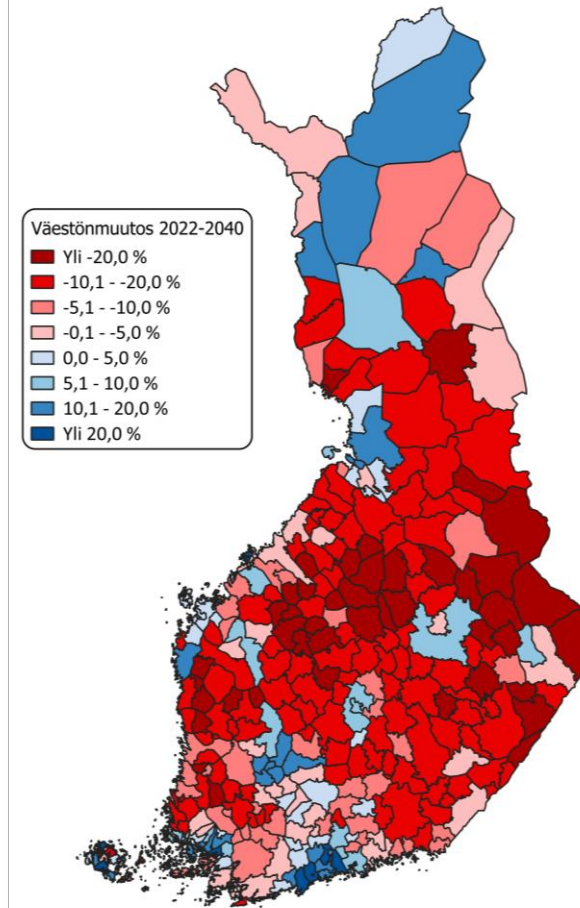 Väestönmuutos 2022-2040
Yli -20,0 %
-10,1 - -20,0 %
-5,1 - -10,0 %
-0,1 - -5,0 %
0,0 - 5,0 %
5,1 - 10,0 %
10,1 - 20,0 %
Yli 20,0 %